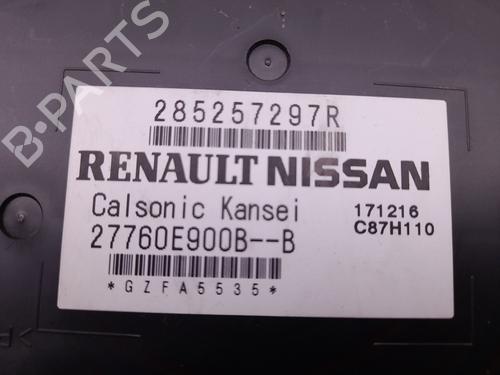 285257297R
RENAULT NISSAN
Calsonic Kansei 171216
27760E900B--B C87H110
*GZFA5535*
B-PARTS